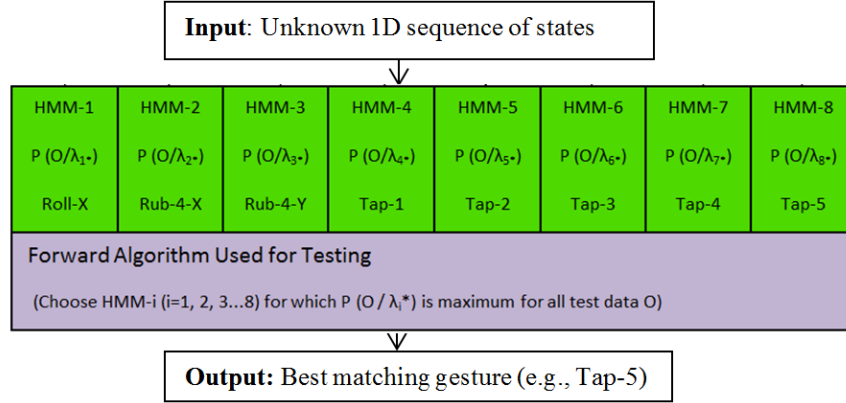 Input: Unknown 1D sequence of states
HMM-1 HMM-2 HMM-3 HMM-4 HMM-5 HMM-6 HMM-7 HMM-8
P (O/λ₁*) P (O/λ₂*) P (O/λ₃*) P (O/λ₄*) P (O/λ₅*) P (O/λ₆*) P (O/λ₇*) P (O/λ₈*)
Roll-X Rub-4-X Rub-4-Y Tap-1 Tap-2 Tap-3 Tap-4 Tap-5
Forward Algorithm Used for Testing
(Choose HMM-i (i=1, 2, 3...8) for which P (O / λᵢ*) is maximum for all test data O)
Output: Best matching gesture (e.g., Tap-5)